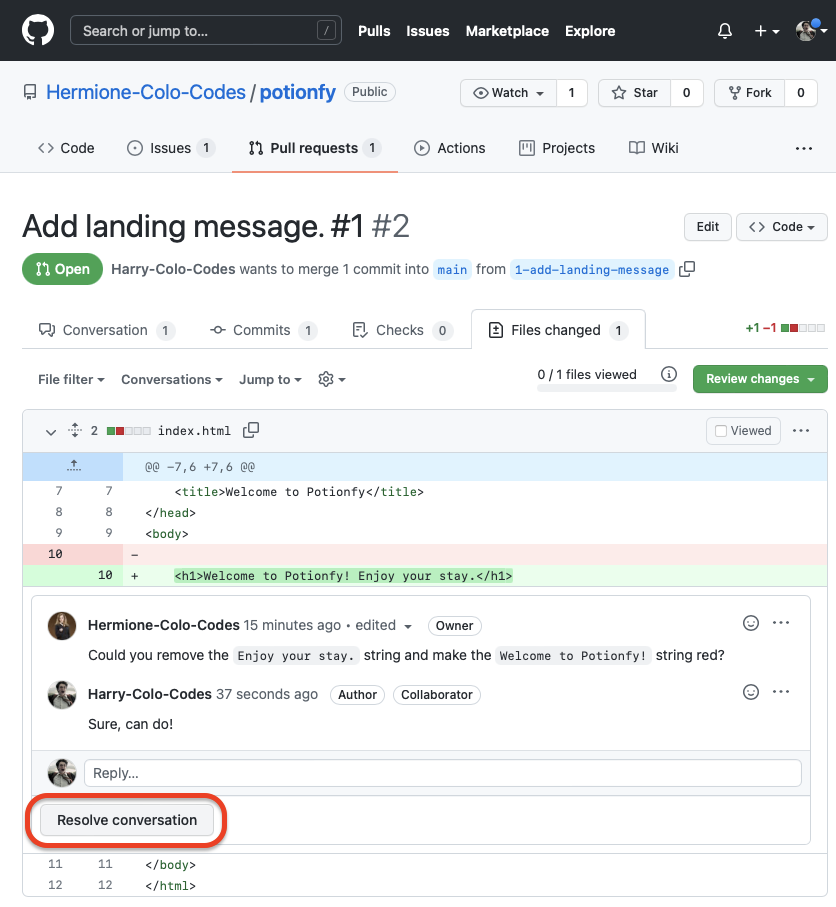 Search or jump to... /
Pulls Issues Marketplace Explore
Hermione-Colo-Codes / potionfy Public
Watch 1 Star 0 Fork 0
Code Issues 1 Pull requests 1 Actions Projects Wiki ...
Add landing message. #1 #2
Edit <> Code
Open Harry-Colo-Codes wants to merge 1 commit into main from 1-add-landing-message
Conversation 1 Commits 1 Checks 0 Files changed 1 +1 −1
File filter Conversations Jump to 0 / 1 files viewed Review changes
2 index.html Viewed ...
@@ -7,6 +7,6 @@
7 7 <title>Welcome to Potionfy</title>
8 8 </head>
9 9 <body>
10 -
10 + <h1>Welcome to Potionfy! Enjoy your stay.</h1>
Hermione-Colo-Codes 15 minutes ago • edited Owner ...
Could you remove the Enjoy your stay. string and make the Welcome to Potionfy! string red?
Harry-Colo-Codes 37 seconds ago Author Collaborator ...
Sure, can do!
Reply...
Resolve conversation
11 11 </body>
12 12 </html>